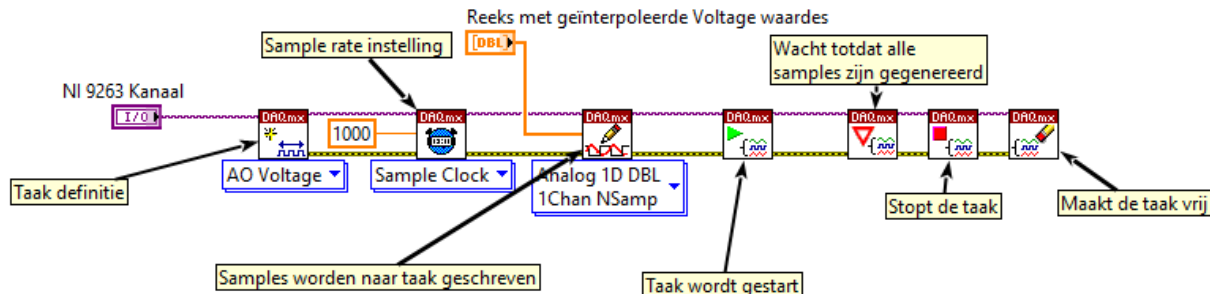 Reeks met geïnterpoleerde Voltage waardes
Sample rate instelling
[DBL]
Wacht totdat alle
samples zijn gegenereerd
NI 9263 Kanaal
I/O
DAQmx
DAQmx
DAQmx
DAQmx
DAQmx
DAQmx
DAQmx
1000
AO Voltage
Sample Clock
Analog 1D DBL
1Chan NSamp
Taak definitie
Stopt de taak
Maakt de taak vrij
Samples worden naar taak geschreven
Taak wordt gestart